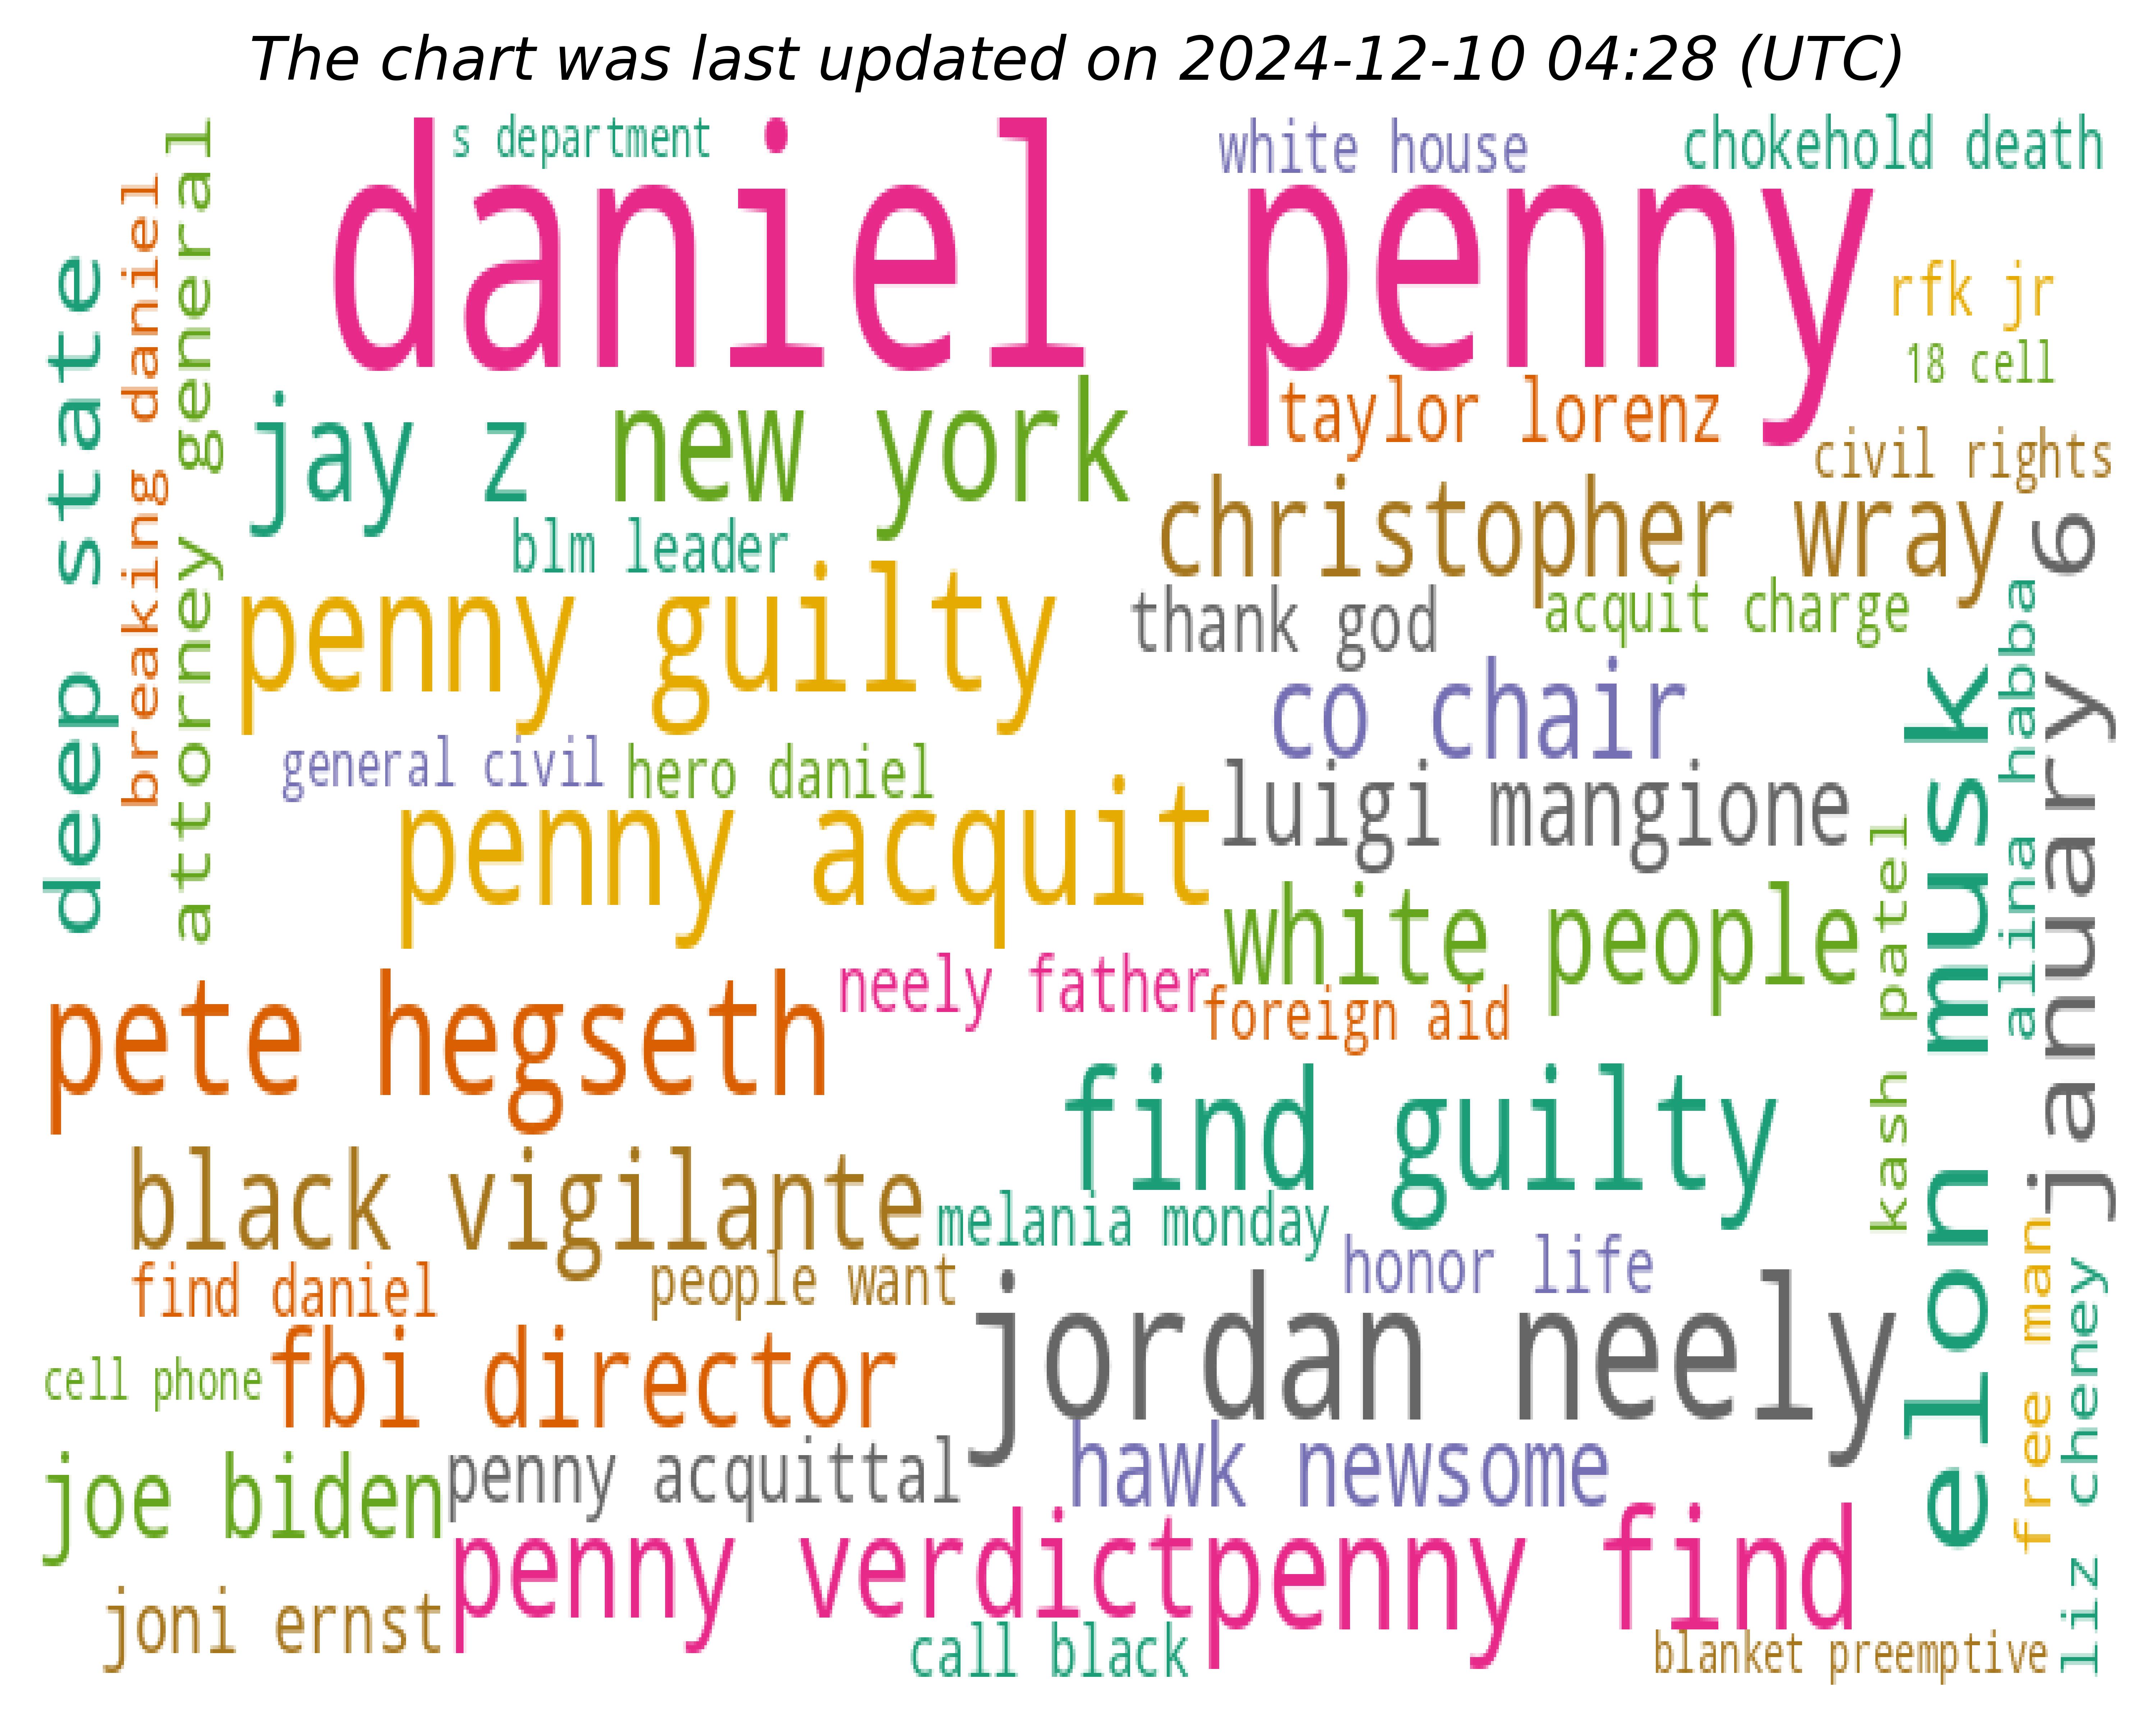 The chart was last updated on 2024-12-10 04:28 (UTC)
s department
white house
chokehold death
daniel penny
rfk jr
18 cell
deep state
breaking daniel
attorney general
jay z
new york
taylor lorenz
civil rights
christopher wray
blm leader
penny guilty
thank god
acquit charge
co chair
general civil
hero daniel
luigi mangione
penny acquit
white people
kash patel
elon musk
alina habba
january 6
neely father
foreign aid
pete hegseth
find guilty
black vigilante
melania monday
honor life
find daniel
people want
jordan neely
free man
liz cheney
cell phone
fbi director
hawk newsome
joe biden
penny acquittal
penny verdict
penny find
joni ernst
call black
blanket preemptive